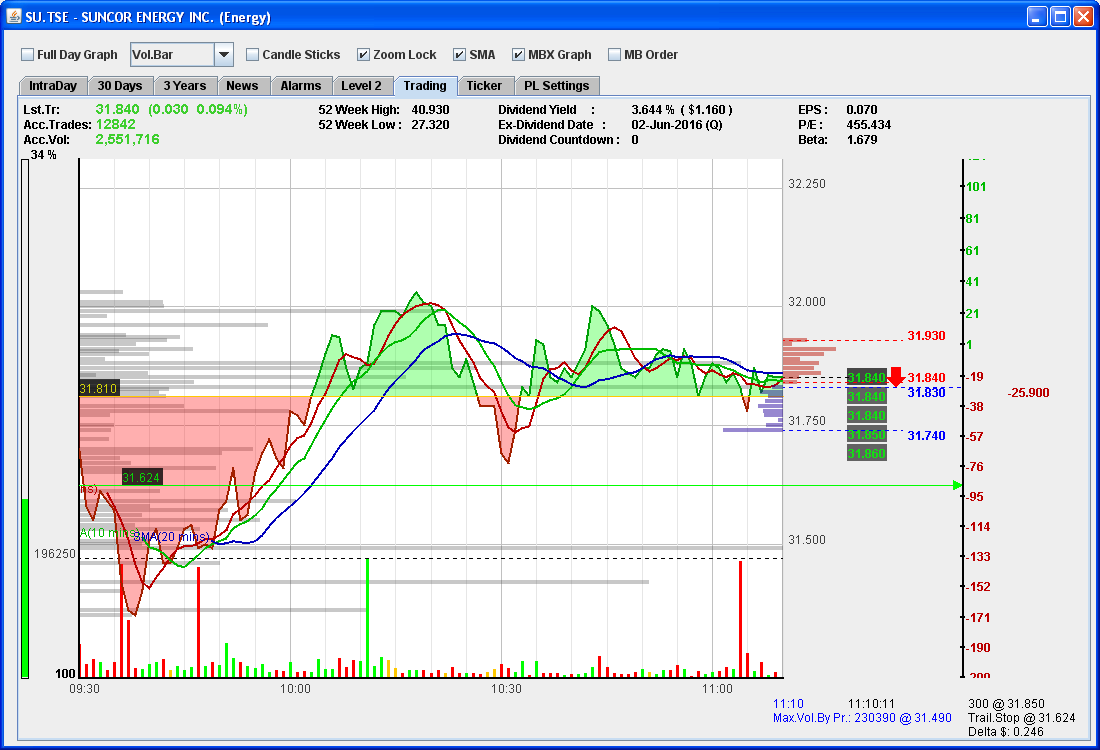 SU.TSE - SUNCOR ENERGY INC. (Energy)
Full Day Graph Vol.Bar Candle Sticks Zoom Lock SMA MBX Graph MB Order
IntraDay 30 Days 3 Years News Alarms Level 2 Trading Ticker PL Settings
Lst.Tr: 31.840 (0.030 0.094%) 52 Week High: 40.930 Dividend Yield : 3.644 % ( $1.160 ) EPS : 0.070
Acc.Trades: 12842 52 Week Low : 27.320 Ex-Dividend Date : 02-Jun-2016 (Q) P/E : 455.434
Acc.Vol: 2,551,716 Dividend Countdown : 0 Beta: 1.679
34 %
32.250
101
81
61
41
32.000
21
31.930
1
31.840 31.840
-19
31.810
31.840 31.830 -25.900
-38
31.840
31.750
31.850 31.740
-57
31.860
-76
31.624
ns)
-95
-114
A(10 mins) SMA(20 mins)
31.500
196250
-133
-152
-171
-190
100
-200
09:30 10:00 10:30 11:00
11:10 11:10:11 300 @ 31.850
Max.Vol.By Pr.: 230390 @ 31.490 Trail.Stop @ 31.624
Delta $: 0.246